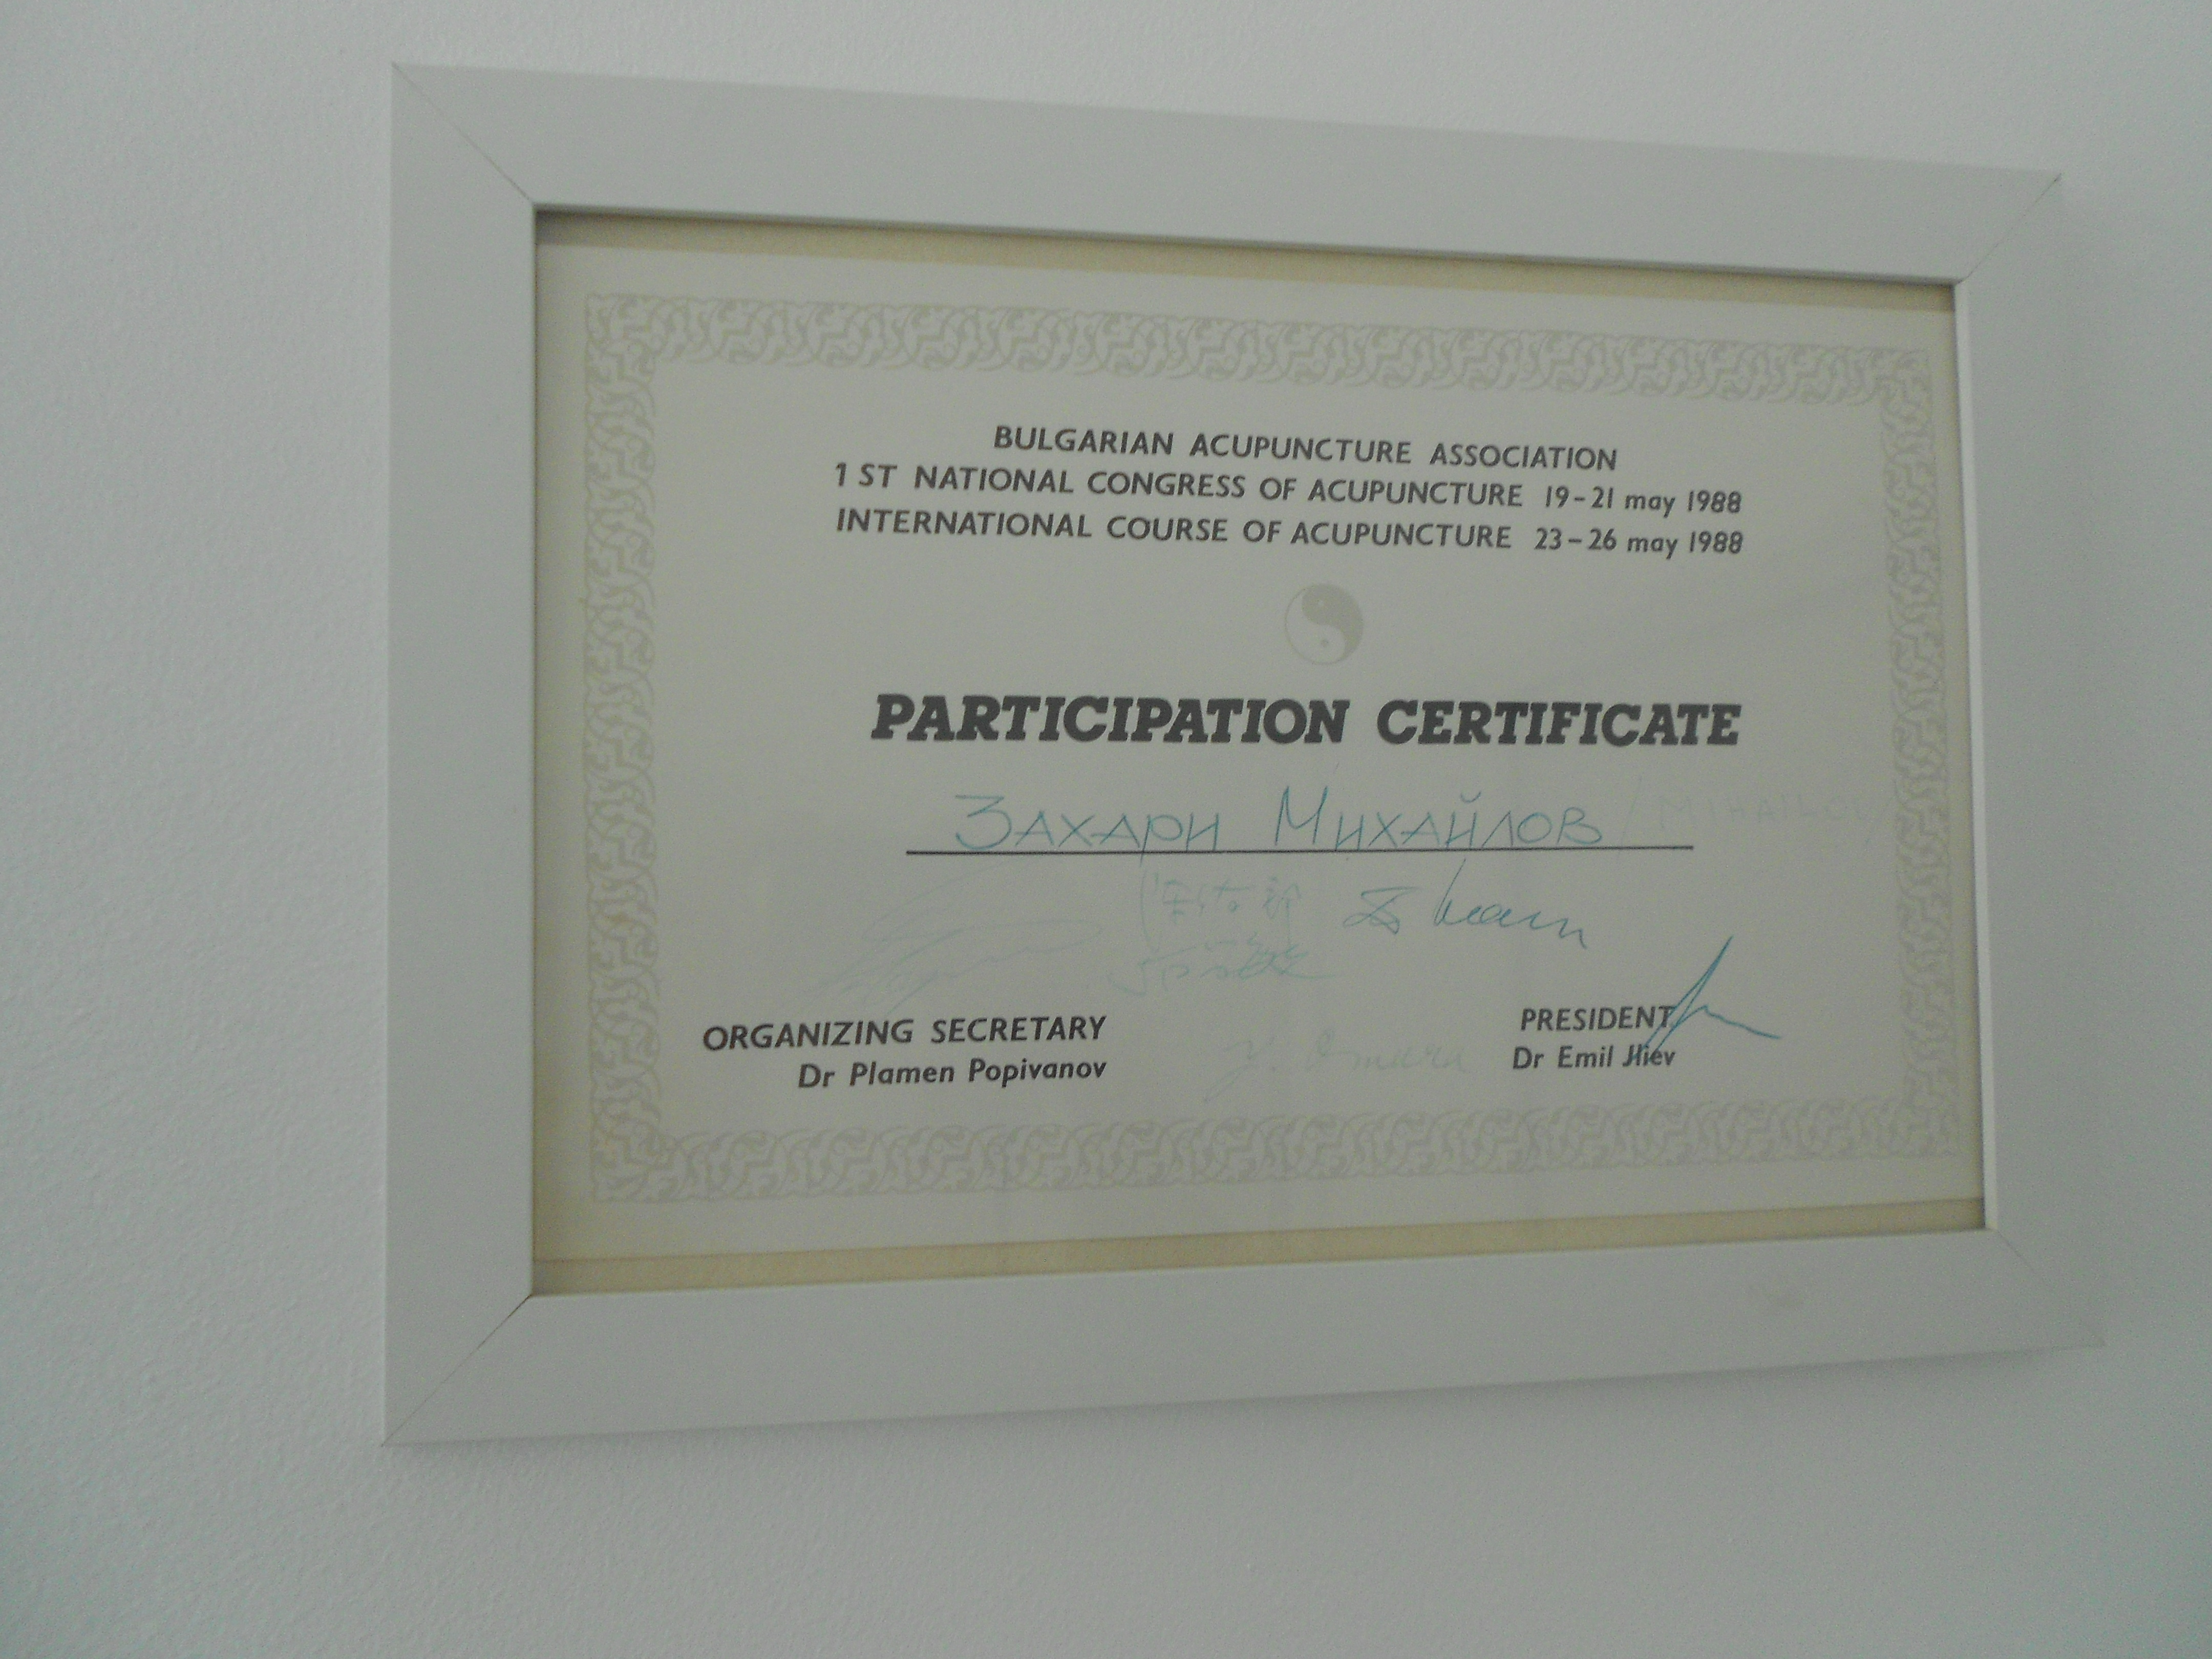 BULGARIAN ACUPUNCTURE ASSOCIATION
1 ST NATIONAL CONGRESS OF ACUPUNCTURE 19-21 may 1988
INTERNATIONAL COURSE OF ACUPUNCTURE 23-26 may 1988
PARTICIPATION CERTIFICATE
ЗАХАРИ МИХАЙЛОВ
ORGANIZING SECRETARY
Dr Plamen Popivanov
PRESIDENT
Dr Emil Jliev